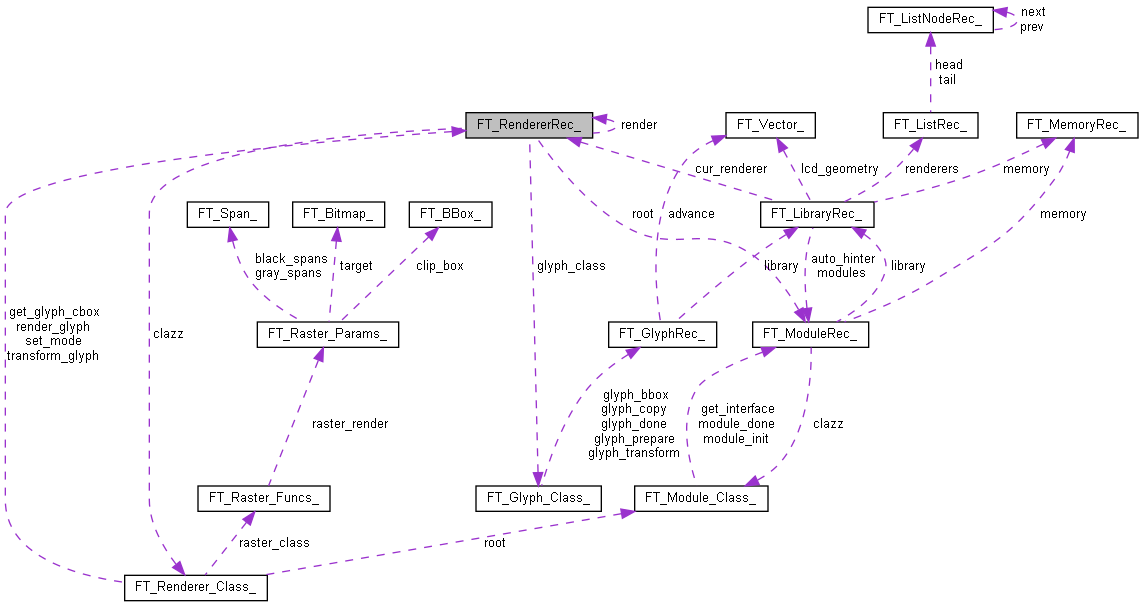 FT_ListNodeRec_
next
prev
head
tail
FT_RendererRec_
render
FT_Vector_
FT_ListRec_
FT_MemoryRec_
cur_renderer
lcd_geometry
renderers
memory
FT_Span_
FT_Bitmap_
FT_BBox_
root
advance
FT_LibraryRec_
memory
black_spans
gray_spans
target
clip_box
glyph_class
library
auto_hinter
modules
library
get_glyph_cbox
render_glyph
set_mode
transform_glyph
clazz
FT_Raster_Params_
FT_GlyphRec_
FT_ModuleRec_
raster_render
glyph_bbox
glyph_copy
glyph_done
glyph_prepare
glyph_transform
get_interface
module_done
module_init
clazz
FT_Raster_Funcs_
FT_Glyph_Class_
FT_Module_Class_
raster_class
root
FT_Renderer_Class_